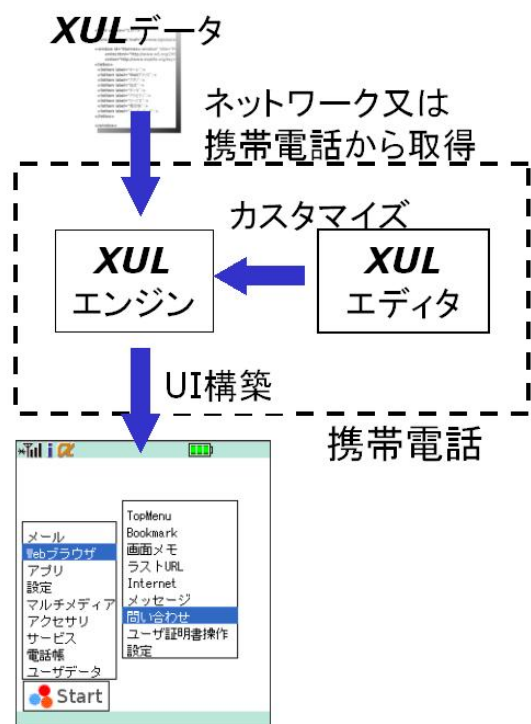 XULデータ
ネットワーク又は
携帯電話から取得
カスタマイズ
XUL
エンジン
XUL
エディタ
UI構築
携帯電話
i α
メール
Webブラウザ
アプリ
設定
マルチメディア
アクセサリ
サービス
電話帳
ユーザデータ
TopMenu
Bookmark
画面メモ
ラストURL
Internet
メッセージ
問い合わせ
ユーザ証明書操作
設定
Start